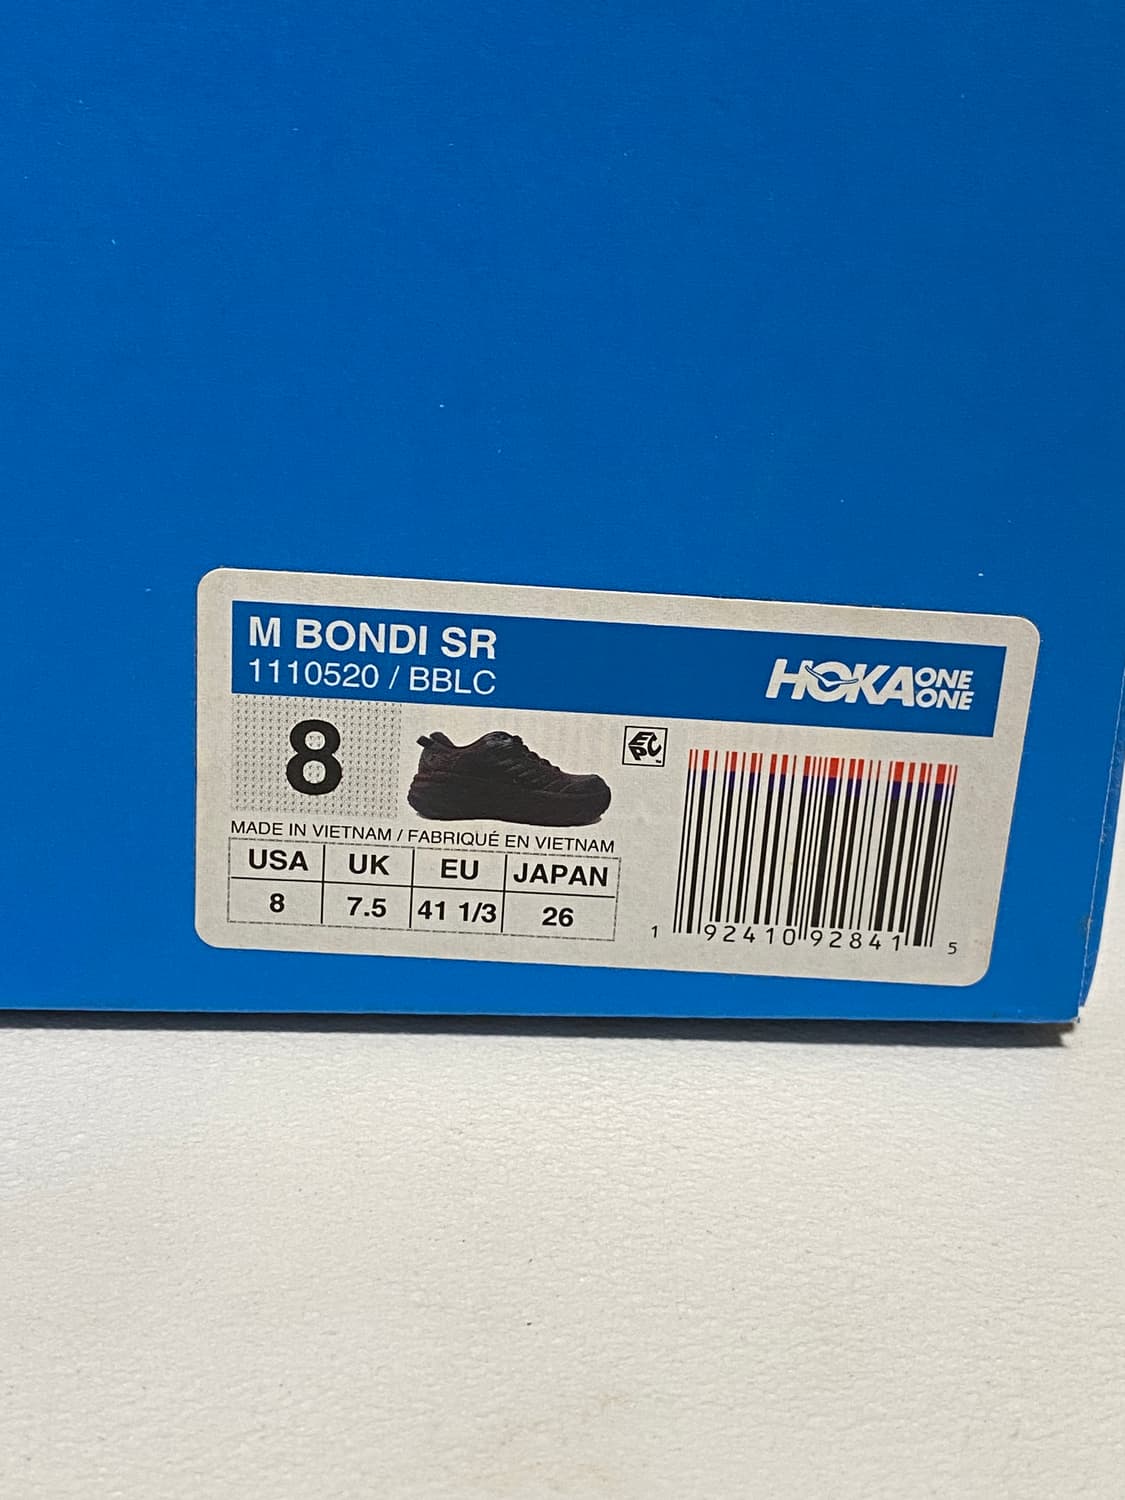 M BONDI SR
1110520 / BBLC
HOKA ONE ONE
8
EPC
MADE IN VIETNAM / FABRIQUÉ EN VIETNAM
USA UK EU JAPAN
8 7.5 41 1/3 26
1 92410 92841 5